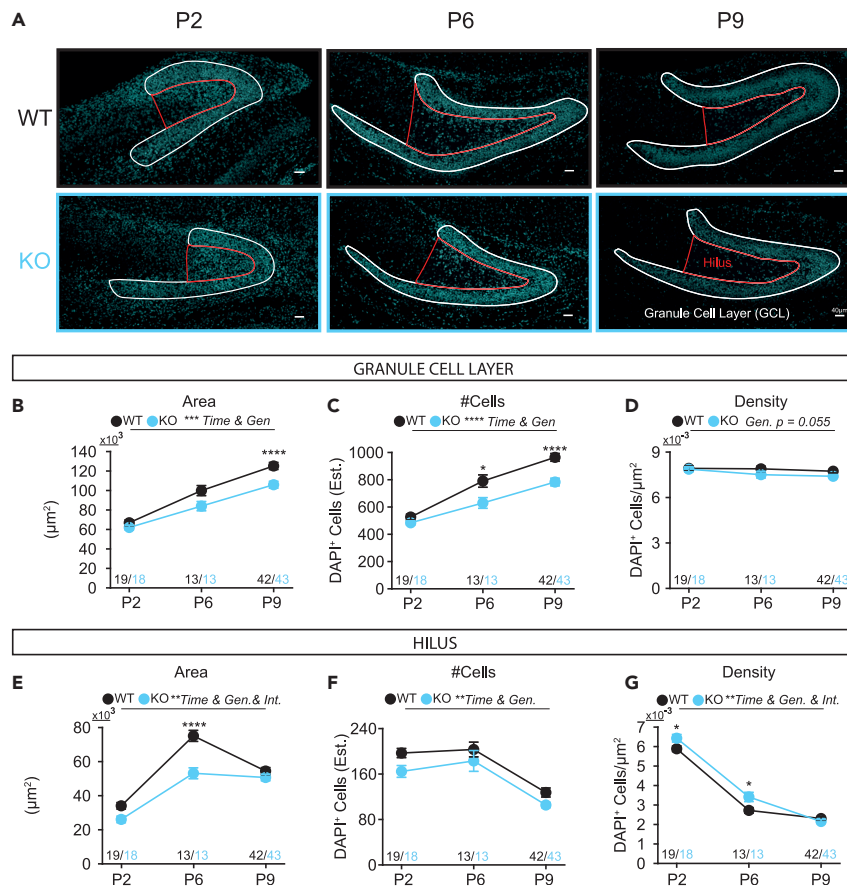 A
P2
P6
P9
WT
KO
Hilus
Granule Cell Layer (GCL)
40µm
GRANULE CELL LAYER
B
Area
WT KO *** Time & Gen
x10³
(µm²)
140
120
100
80
60
40
20
0
****
19/18
13/13
42/43
P2
P6
P9
C
#Cells
WT KO **** Time & Gen
DAPI⁺ Cells (Est.)
1000
800
600
400
200
0
*
****
19/18
13/13
42/43
P2
P6
P9
D
Density
WT KO Gen. p = 0.055
x10⁻³
DAPI⁺ Cells/µm²
9
6
3
0
19/18
13/13
42/43
P2
P6
P9
HILUS
E
Area
WT KO **Time & Gen.& Int.
x10³
(µm²)
80
60
40
20
0
****
19/18
13/13
42/43
P2
P6
P9
F
#Cells
WT KO **Time & Gen.
DAPI⁺ Cells (Est.)
240
160
80
0
19/18
13/13
42/43
P2
P6
P9
G
Density
WT KO **Time & Gen. & Int.
x10⁻³
DAPI⁺ Cells/µm²
7
6
5
4
3
2
1
0
*
*
19/18
13/13
42/43
P2
P6
P9